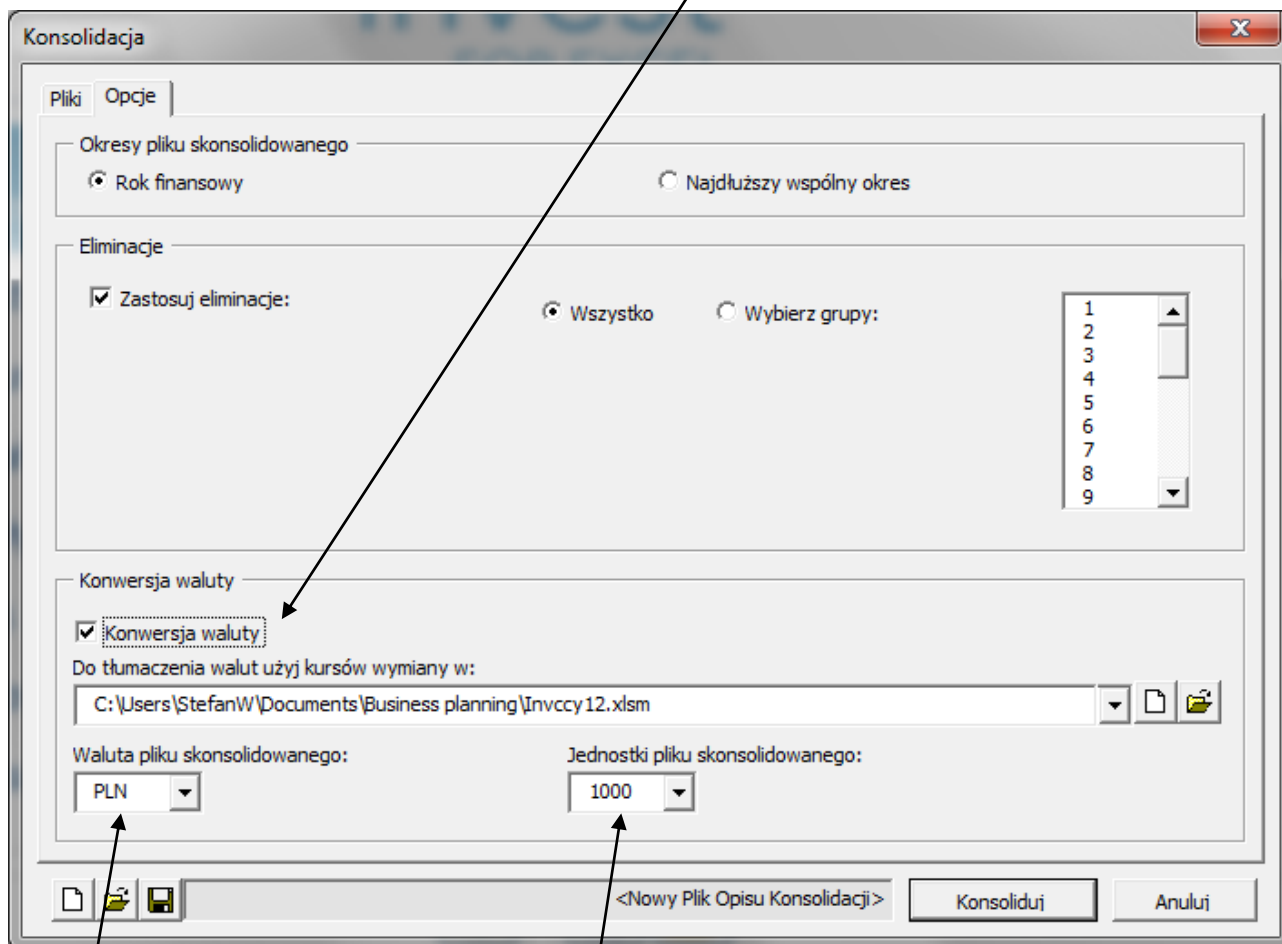 Konsolidacja
Pliki Opcje
Okresy pliku skonsolidowanego
Rok finansowy Najdłuższy wspólny okres
Eliminacje
Zastosuj eliminacje: Wszystko Wybierz grupy:
1
2
3
4
5
6
7
8
9
Konwersja waluty
Konwersja waluty
Do tłumaczenia walut użyj kursów wymiany w:
C:\Users\StefanW\Documents\Business planning\Invccy12.xlsm
Waluta pliku skonsolidowanego: Jednostki pliku skonsolidowanego:
PLN 1000
<Nowy Plik Opisu Konsolidacji> Konsoliduj Anuluj